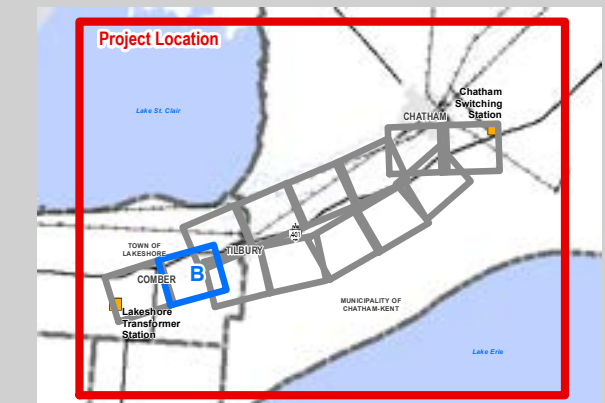 Project Location
Chatham
Switching
Station
Lake St. Clair
CHATHAM
401
TOWN OF
LAKESHORE
TILBURY
COMBER
B
MUNICIPALITY OF
CHATHAM-KENT
Lakeshore
Transformer
Station
Lake Erie